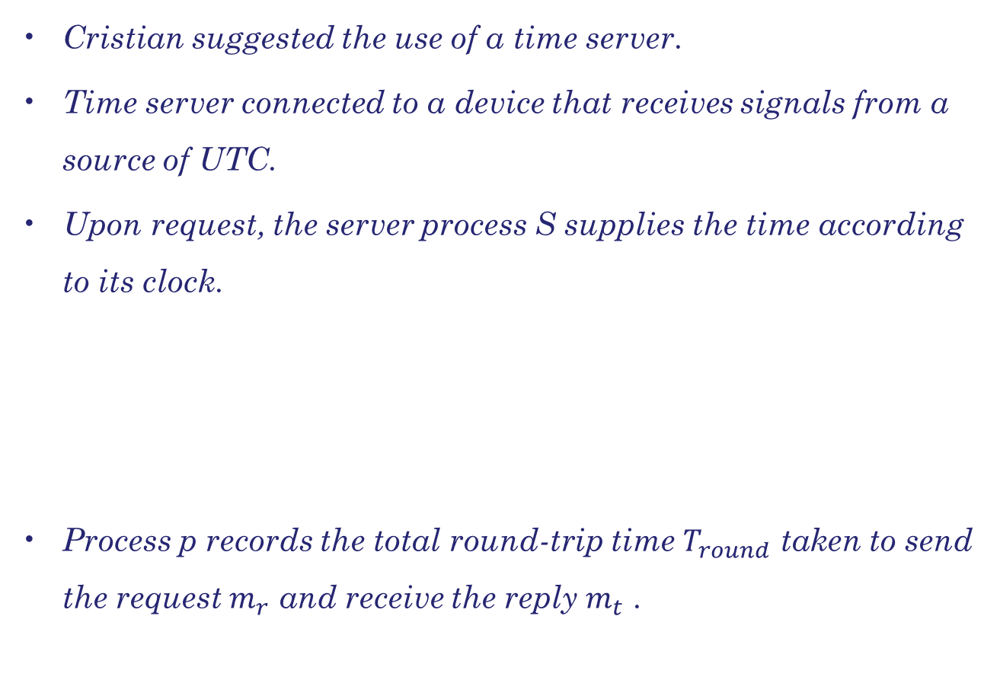 • Cristian suggested the use of a time server.
• Time server connected to a device that receives signals from a
source of UTC.
• Upon request, the server process S supplies the time according
to its clock.
• Process p records the total round-trip time T_round taken to send
the request m_r and receive the reply m_t .